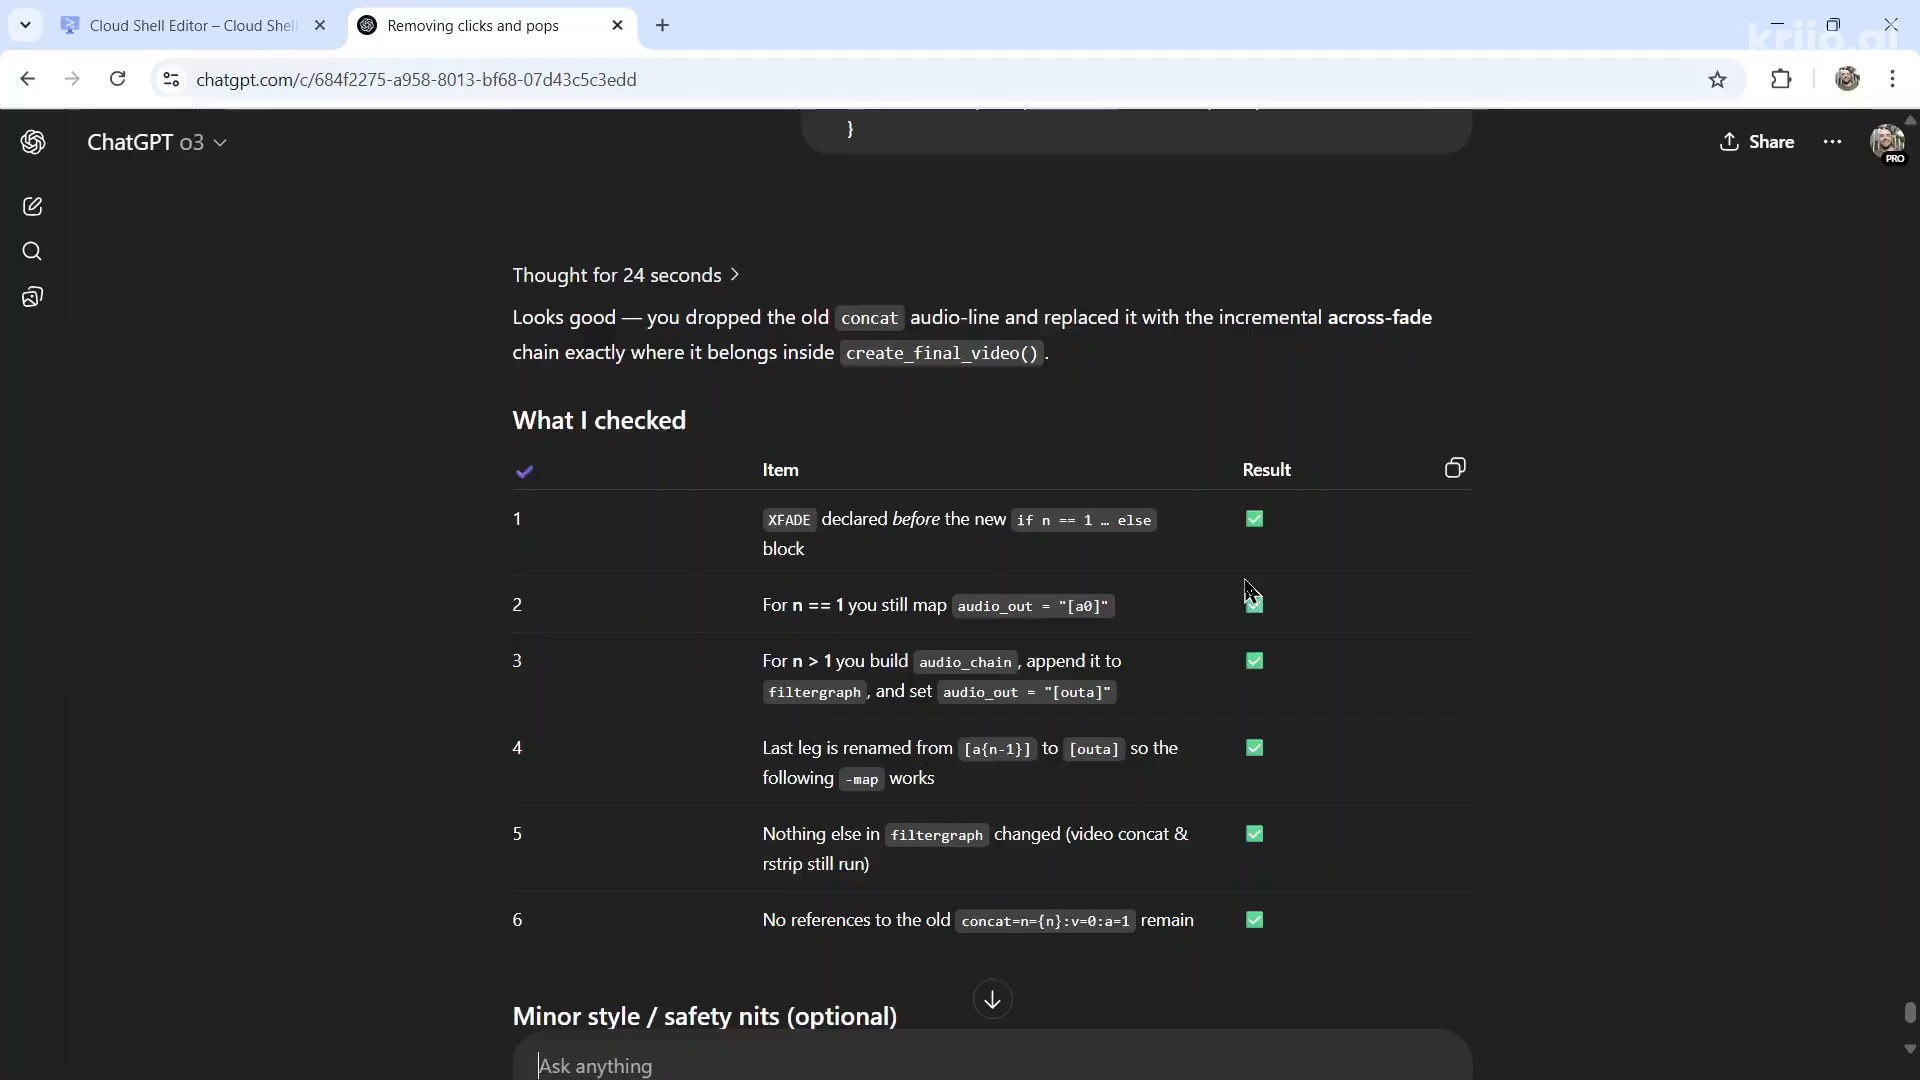 Cloud Shell Editor – Cloud Shell
Removing clicks and pops
kriio.ai
chatgpt.com/c/684f2275-a958-8013-bf68-07d43c5c3edd
}
ChatGPT o3
Share
PRO
Thought for 24 seconds
Looks good — you dropped the old concat audio-line and replaced it with the incremental across-fade
chain exactly where it belongs inside create_final_video() .
What I checked
Item Result
1 XFADE declared before the new if n == 1 … else
block
2 For n == 1 you still map audio_out = "[a0]"
3 For n > 1 you build audio_chain , append it to
filtergraph , and set audio_out = "[outa]"
4 Last leg is renamed from [a{n-1}] to [outa] so the
following -map works
5 Nothing else in filtergraph changed (video concat &
rstrip still run)
6 No references to the old concat=n={n}:v=0:a=1 remain
Minor style / safety nits (optional)
Ask anything